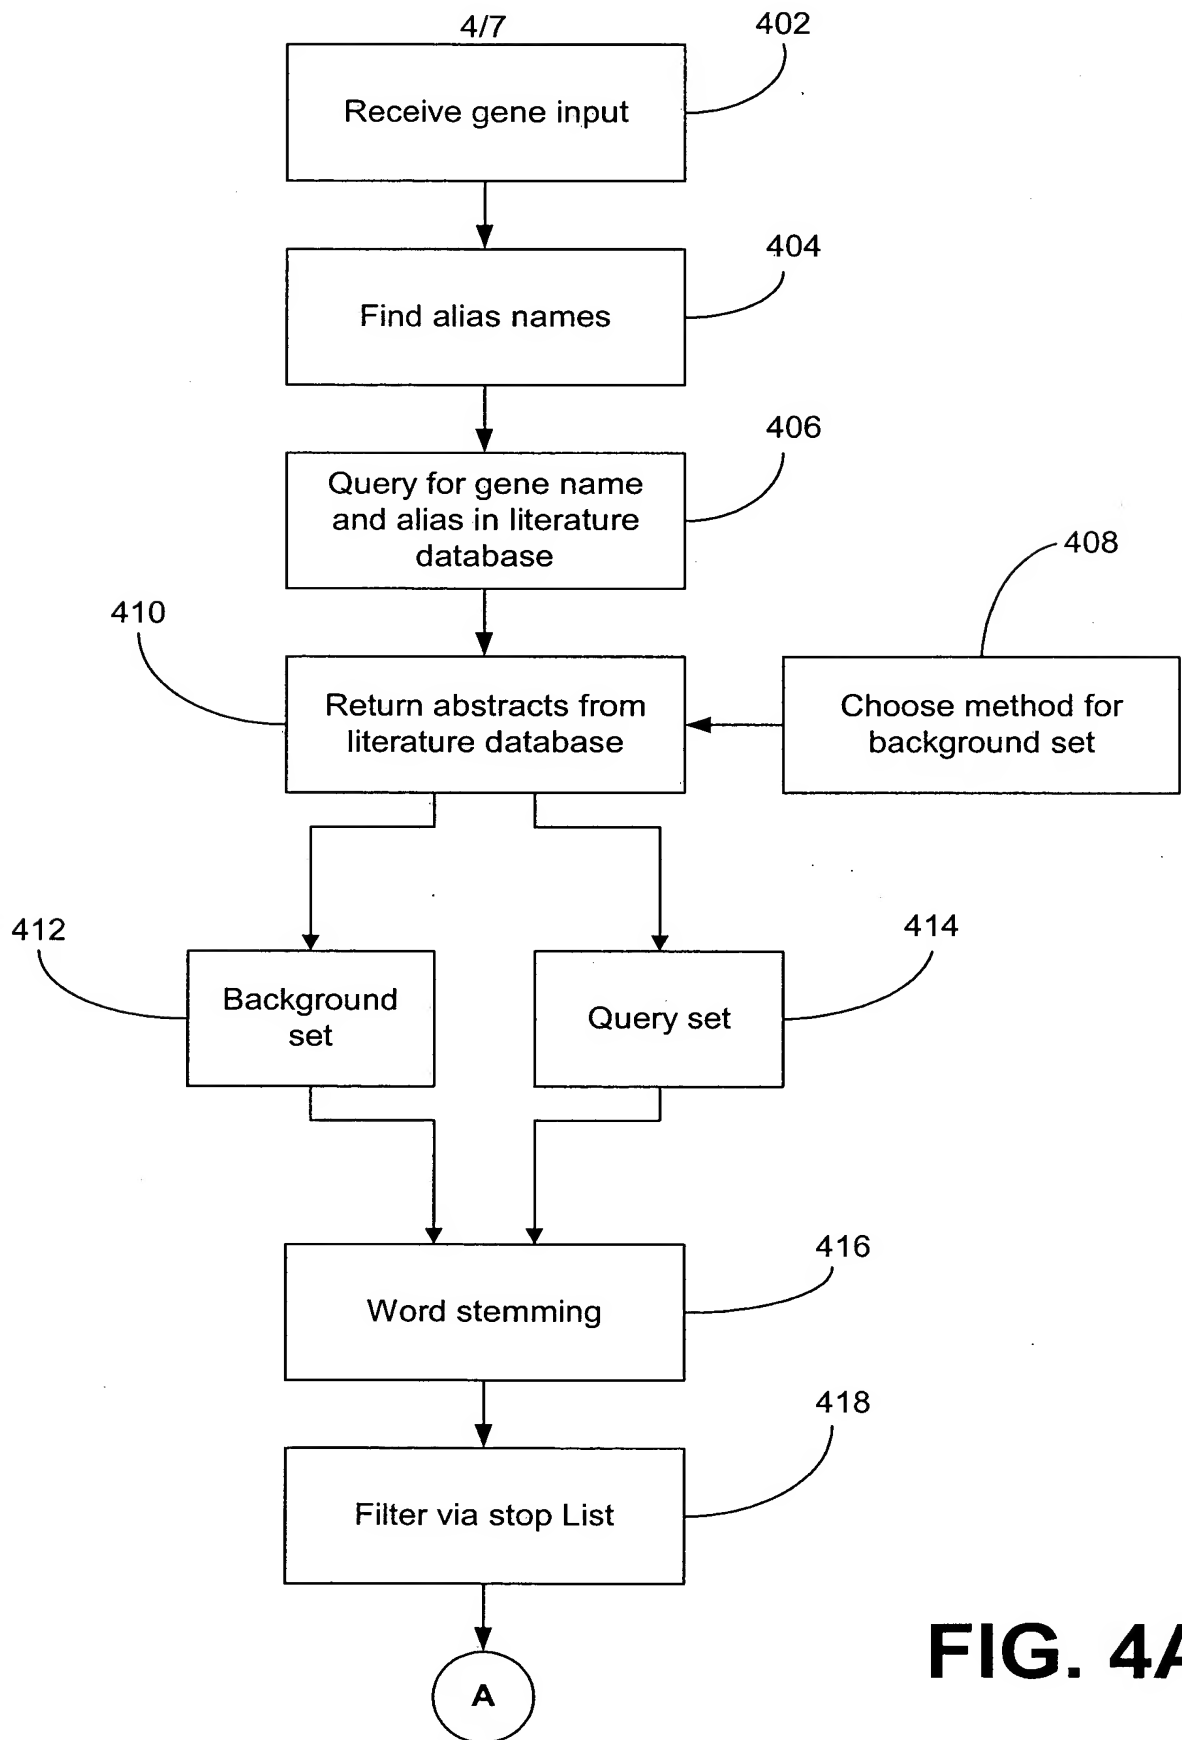 4/7
402
Receive gene input
404
Find alias names
406
Query for gene name
and alias in literature
database
408
410
Return abstracts from
literature database
Choose method for
background set
412
414
Background
set
Query set
416
Word stemming
418
Filter via stop List
FIG. 4A
A